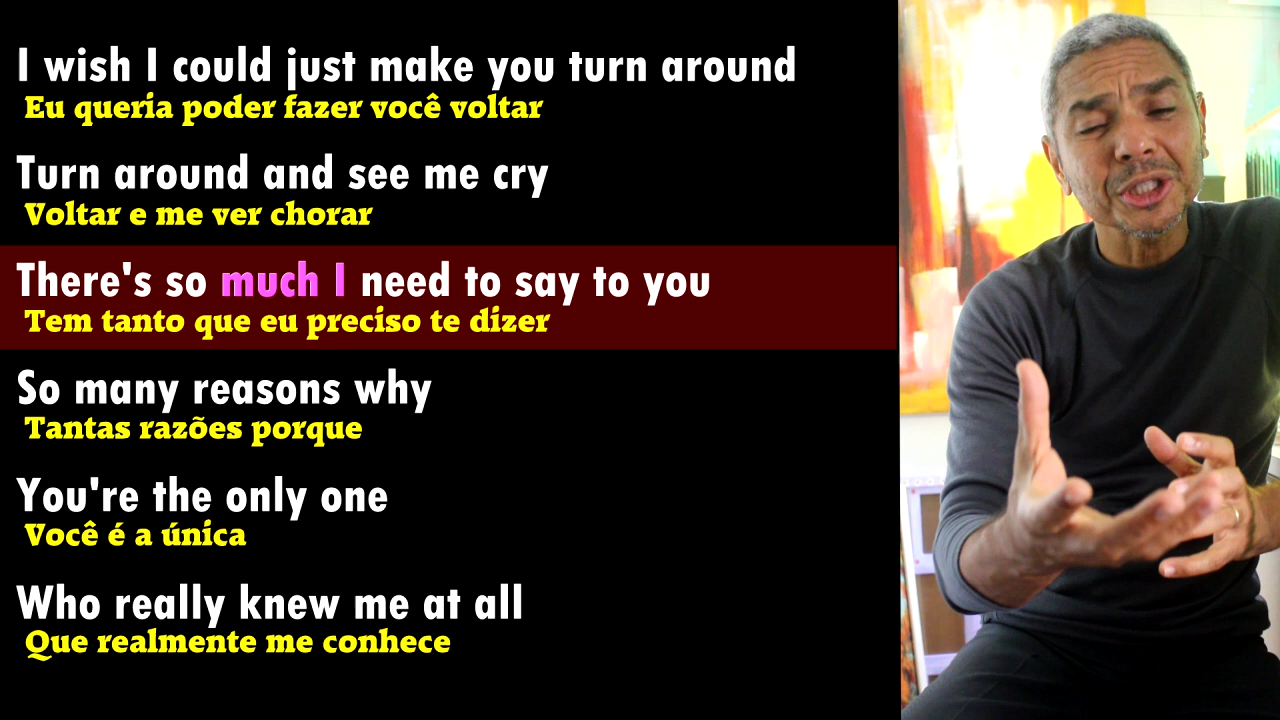 I wish I could just make you turn around
Eu queria poder fazer você voltar
Turn around and see me cry
Voltar e me ver chorar
There's so much I need to say to you
Tem tanto que eu preciso te dizer
So many reasons why
Tantas razões porque
You're the only one
Você é a única
Who really knew me at all
Que realmente me conhece